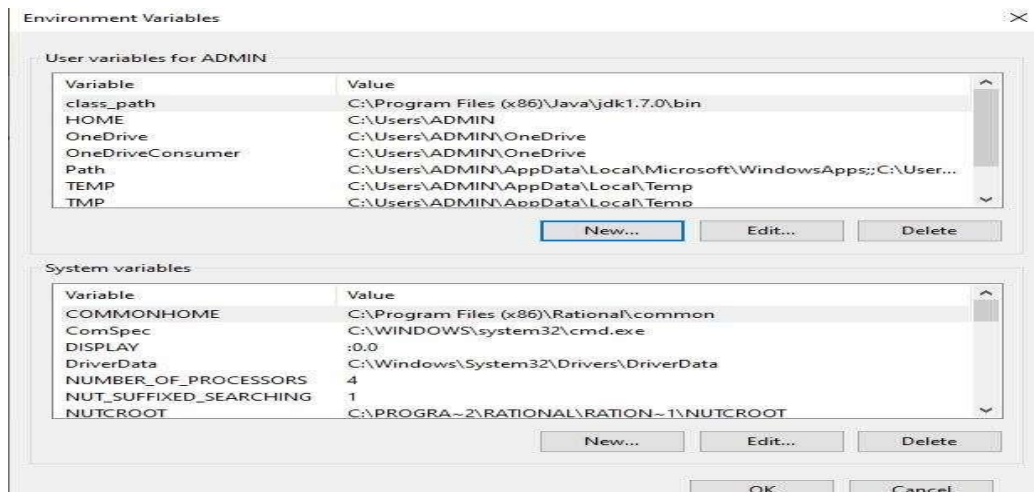 Environment Variables
User variables for ADMIN
Variable Value
class_path C:\Program Files (x86)\Java\jdk1.7.0\bin
HOME C:\Users\ADMIN
OneDrive C:\Users\ADMIN\OneDrive
OneDriveConsumer C:\Users\ADMIN\OneDrive
Path C:\Users\ADMIN\AppData\Local\Microsoft\WindowsApps;;C:\User...
TEMP C:\Users\ADMIN\AppData\Local\Temp
TMP C:\Users\ADMIN\AppData\Local\Temp
New... Edit... Delete
System variables
Variable Value
COMMONHOME C:\Program Files (x86)\Rational\common
ComSpec C:\WINDOWS\system32\cmd.exe
DISPLAY :0.0
DriverData C:\Windows\System32\Drivers\DriverData
NUMBER_OF_PROCESSORS 4
NUT_SUFFIXED_SEARCHING 1
NUTCROOT C:\PROGRA~2\RATIONAL\RATION~1\NUTCROOT
New... Edit... Delete
OK Cancel